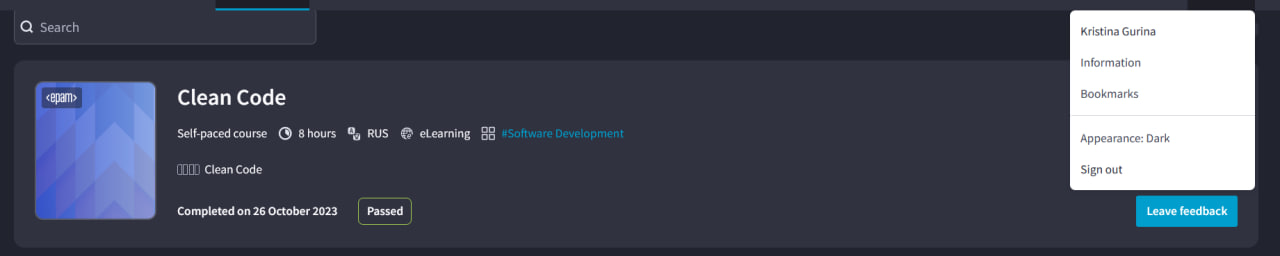 Search
Kristina Gurina
Information
Bookmarks
Appearance: Dark
Sign out
<epam>
Clean Code
Self-paced course 8 hours RUS eLearning #Software Development
Clean Code
Completed on 26 October 2023 Passed
Leave feedback